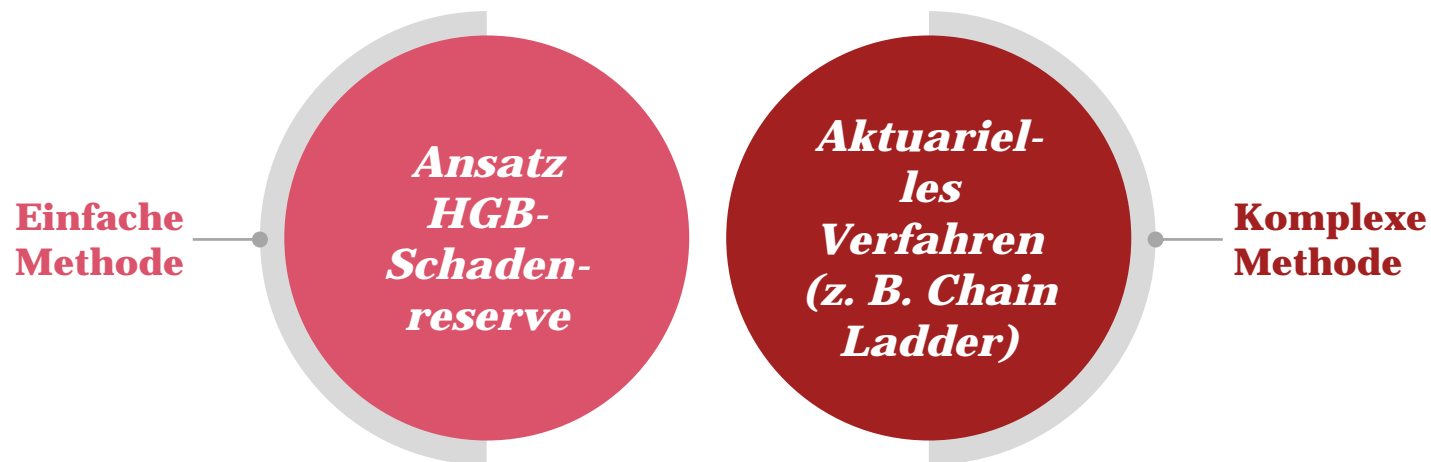 Einfache
Methode
Ansatz
HGB-
Schaden-
reserve
Aktuariel-
les
Verfahren
(z. B. Chain
Ladder)
Komplexe
Methode